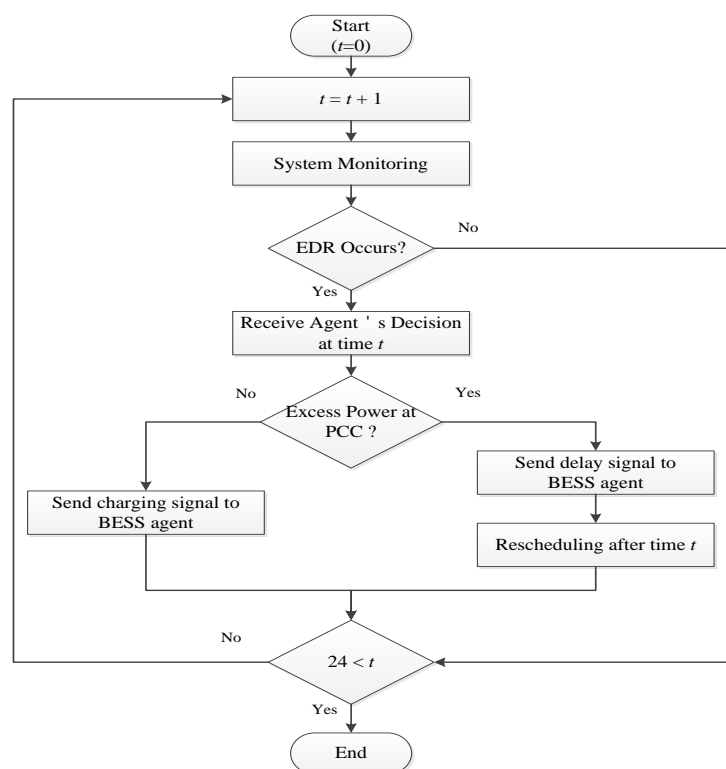 Start
(t=0)
t = t + 1
System Monitoring
EDR Occurs?
No
Yes
Receive Agent ' s Decision
at time t
No
Excess Power at
PCC ?
Yes
Send charging signal to
BESS agent
Send delay signal to
BESS agent
Rescheduling after time t
No
24 < t
Yes
End